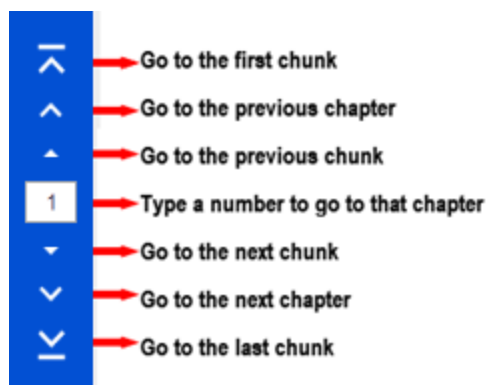 Go to the first chunk
Go to the previous chapter
Go to the previous chunk
1 Type a number to go to that chapter
Go to the next chunk
Go to the next chapter
Go to the last chunk